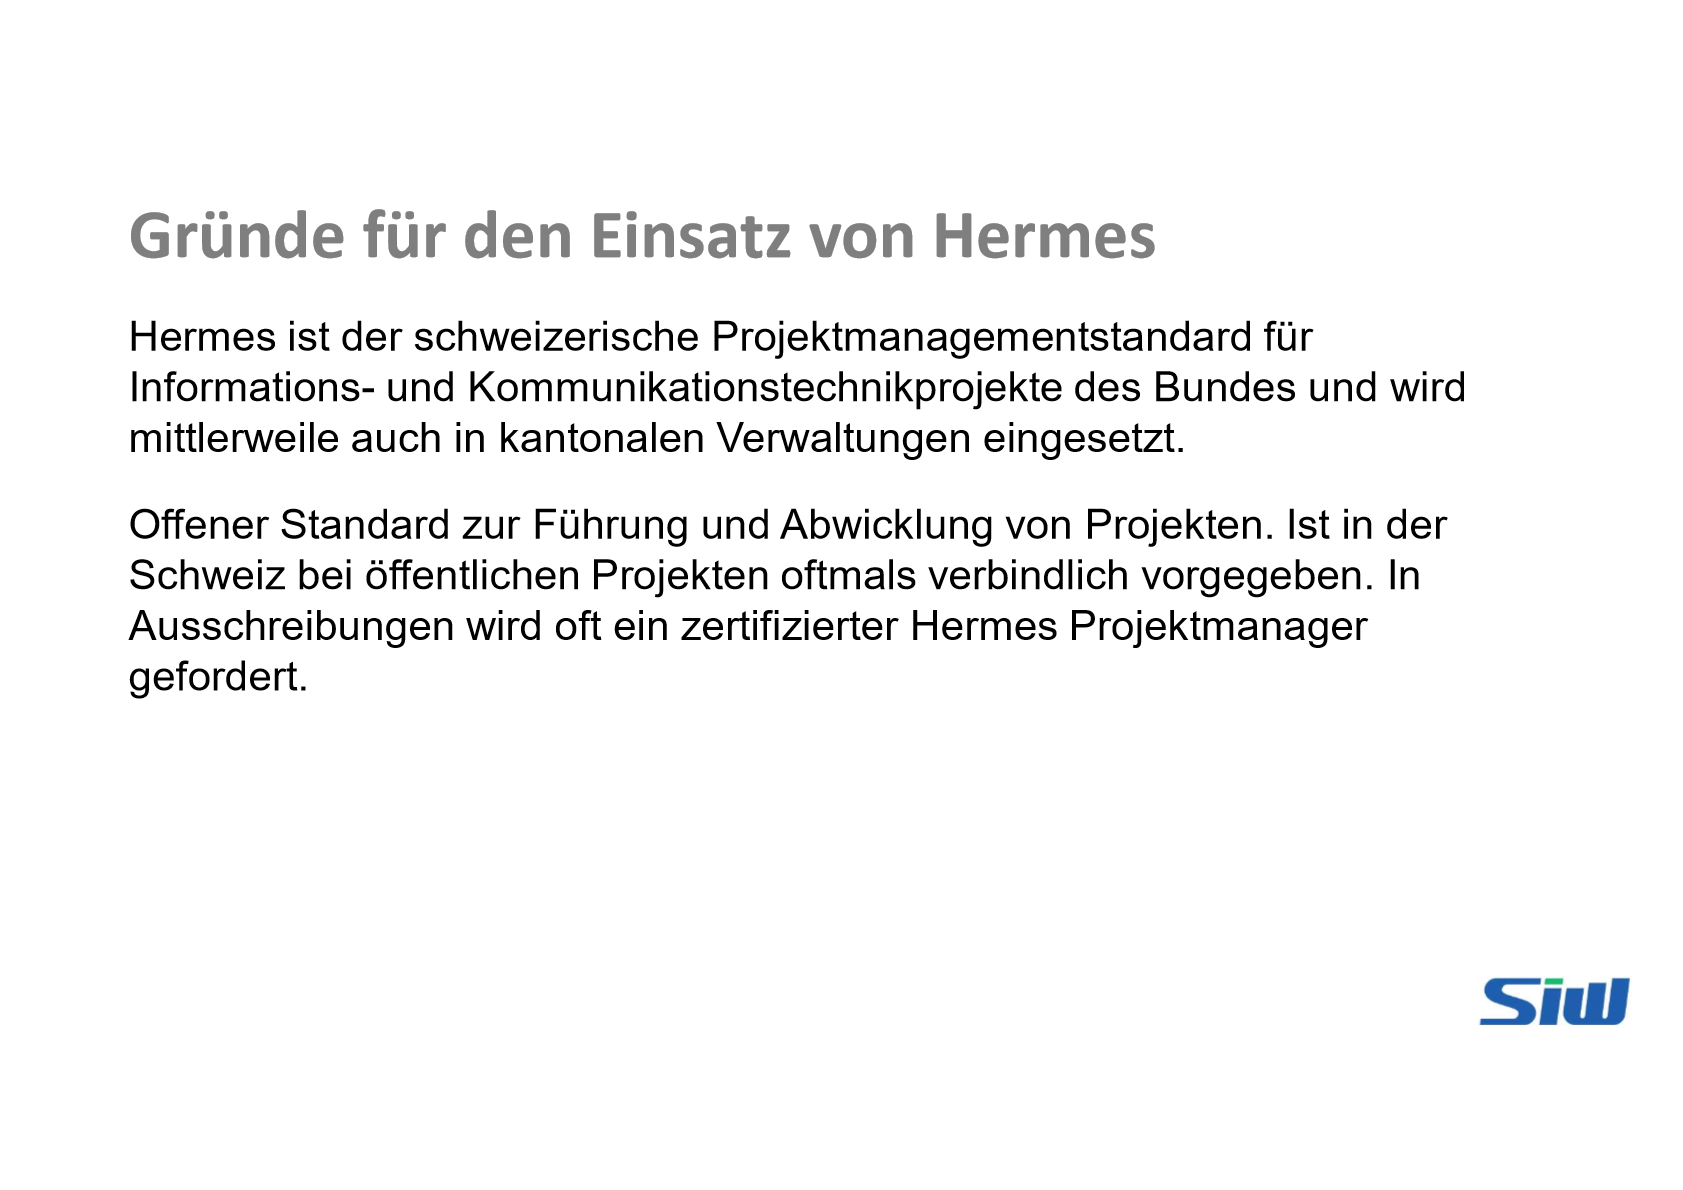 Gründe für den Einsatz von Hermes
Hermes ist der schweizerische Projektmanagementstandard für
Informations- und Kommunikationstechnikprojekte des Bundes und wird
mittlerweile auch in kantonalen Verwaltungen eingesetzt.
Offener Standard zur Führung und Abwicklung von Projekten. Ist in der
Schweiz bei öffentlichen Projekten oftmals verbindlich vorgegeben. In
Ausschreibungen wird oft ein zertifizierter Hermes Projektmanager
gefordert.
Siw